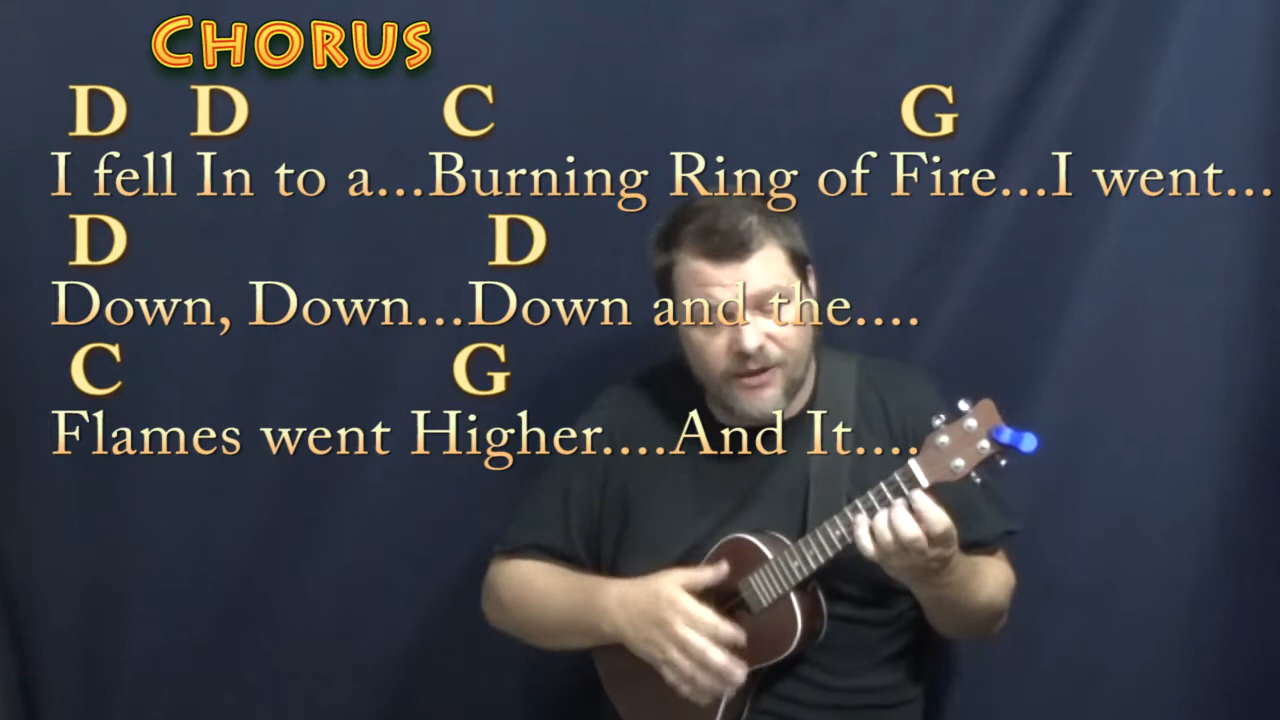 CHORUS
D D C G
I fell In to a...Burning Ring of Fire...I went...
D D
Down, Down...Down and the....
C G
Flames went Higher....And It....